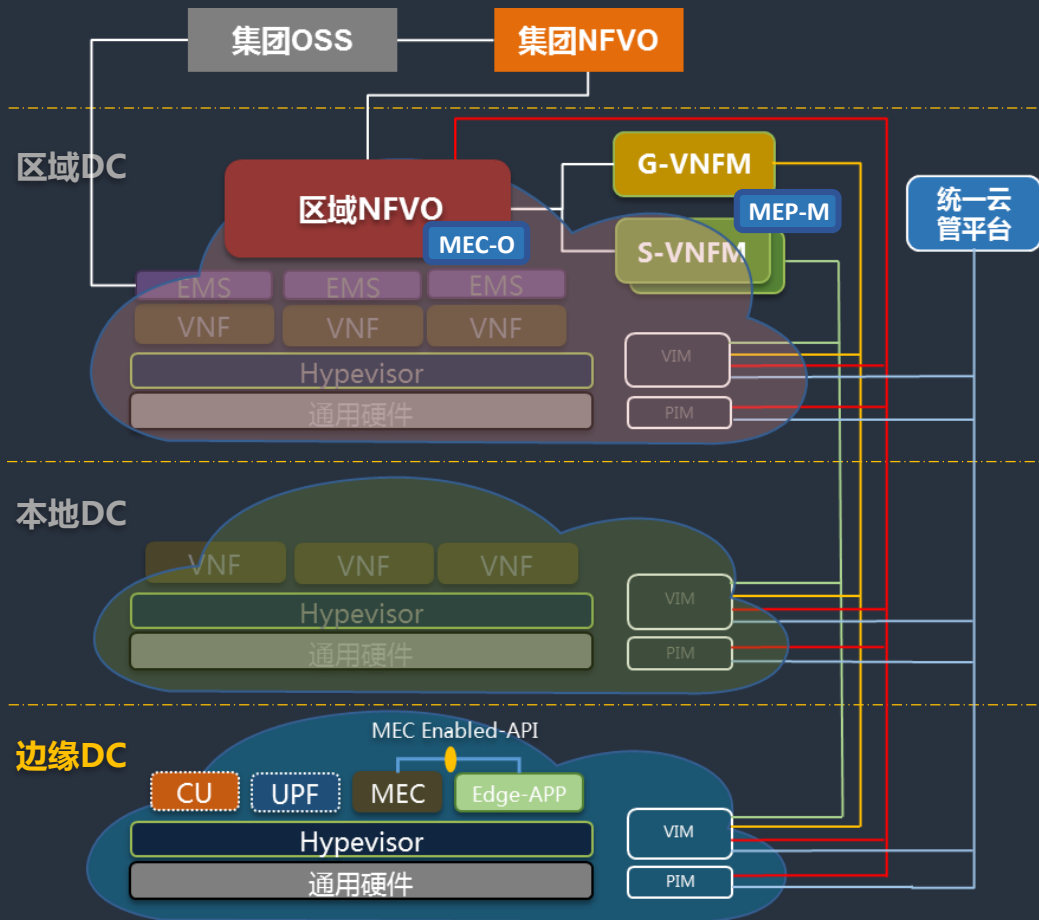 集团OSS
集团NFVO
区域DC
区域NFVO
MEC-O
G-VNFM
MEP-M
S-VNFM
统一云
管平台
EMS
EMS
EMS
VNF
VNF
VNF
Hypevisor
通用硬件
VIM
PIM
本地DC
VNF
VNF
VNF
Hypevisor
通用硬件
VIM
PIM
边缘DC
MEC Enabled-API
CU
UPF
MEC
Edge-APP
Hypevisor
通用硬件
VIM
PIM